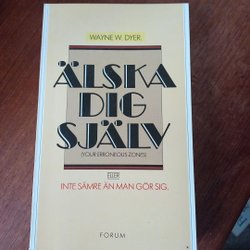 WAYNE W. DYER.
ÄLSKA
DIG
SJÄLV
(YOUR ERRONEOUS ZONES)
ELLER
INTE SÄMRE ÄN MAN GÖR SIG.
FORUM